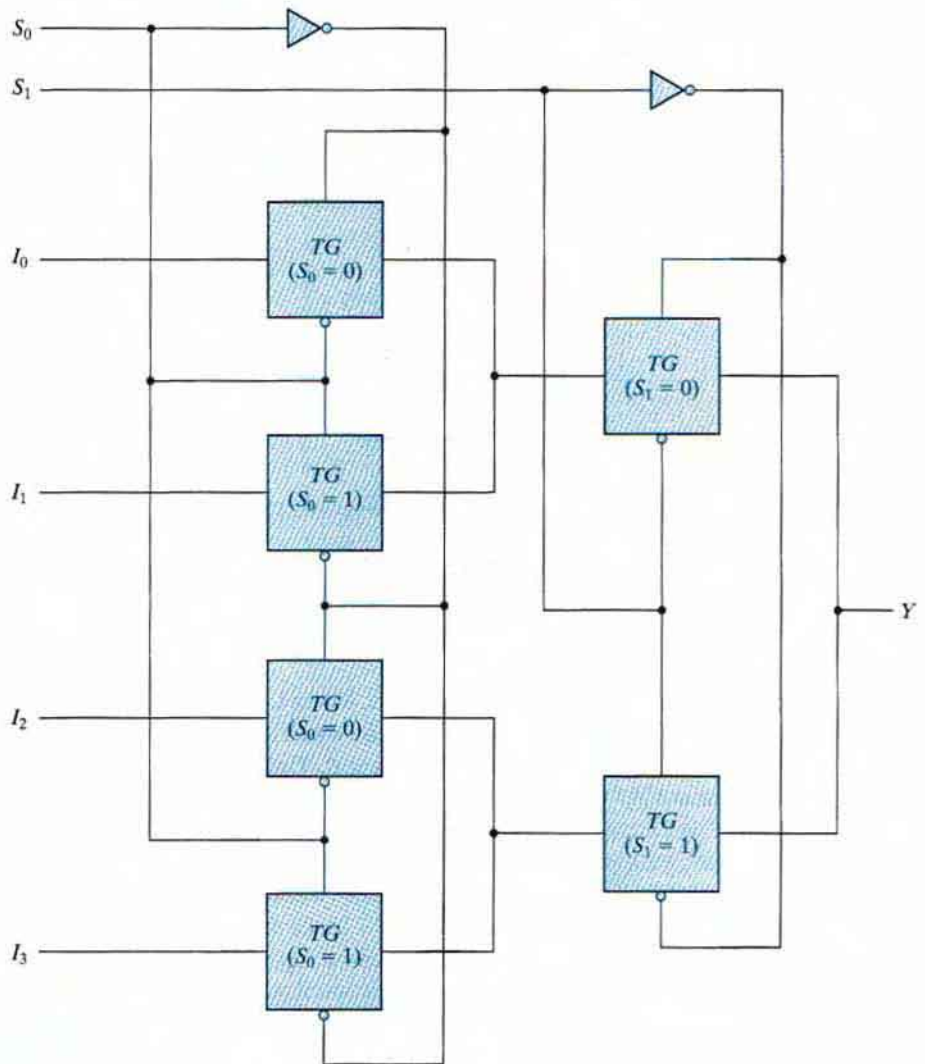 S₀
S₁
I₀
TG
(S₀ = 0)
TG
(S₁ = 0)
I₁
TG
(S₀ = 1)
Y
I₂
TG
(S₀ = 0)
TG
(S₁ = 1)
I₃
TG
(S₀ = 1)